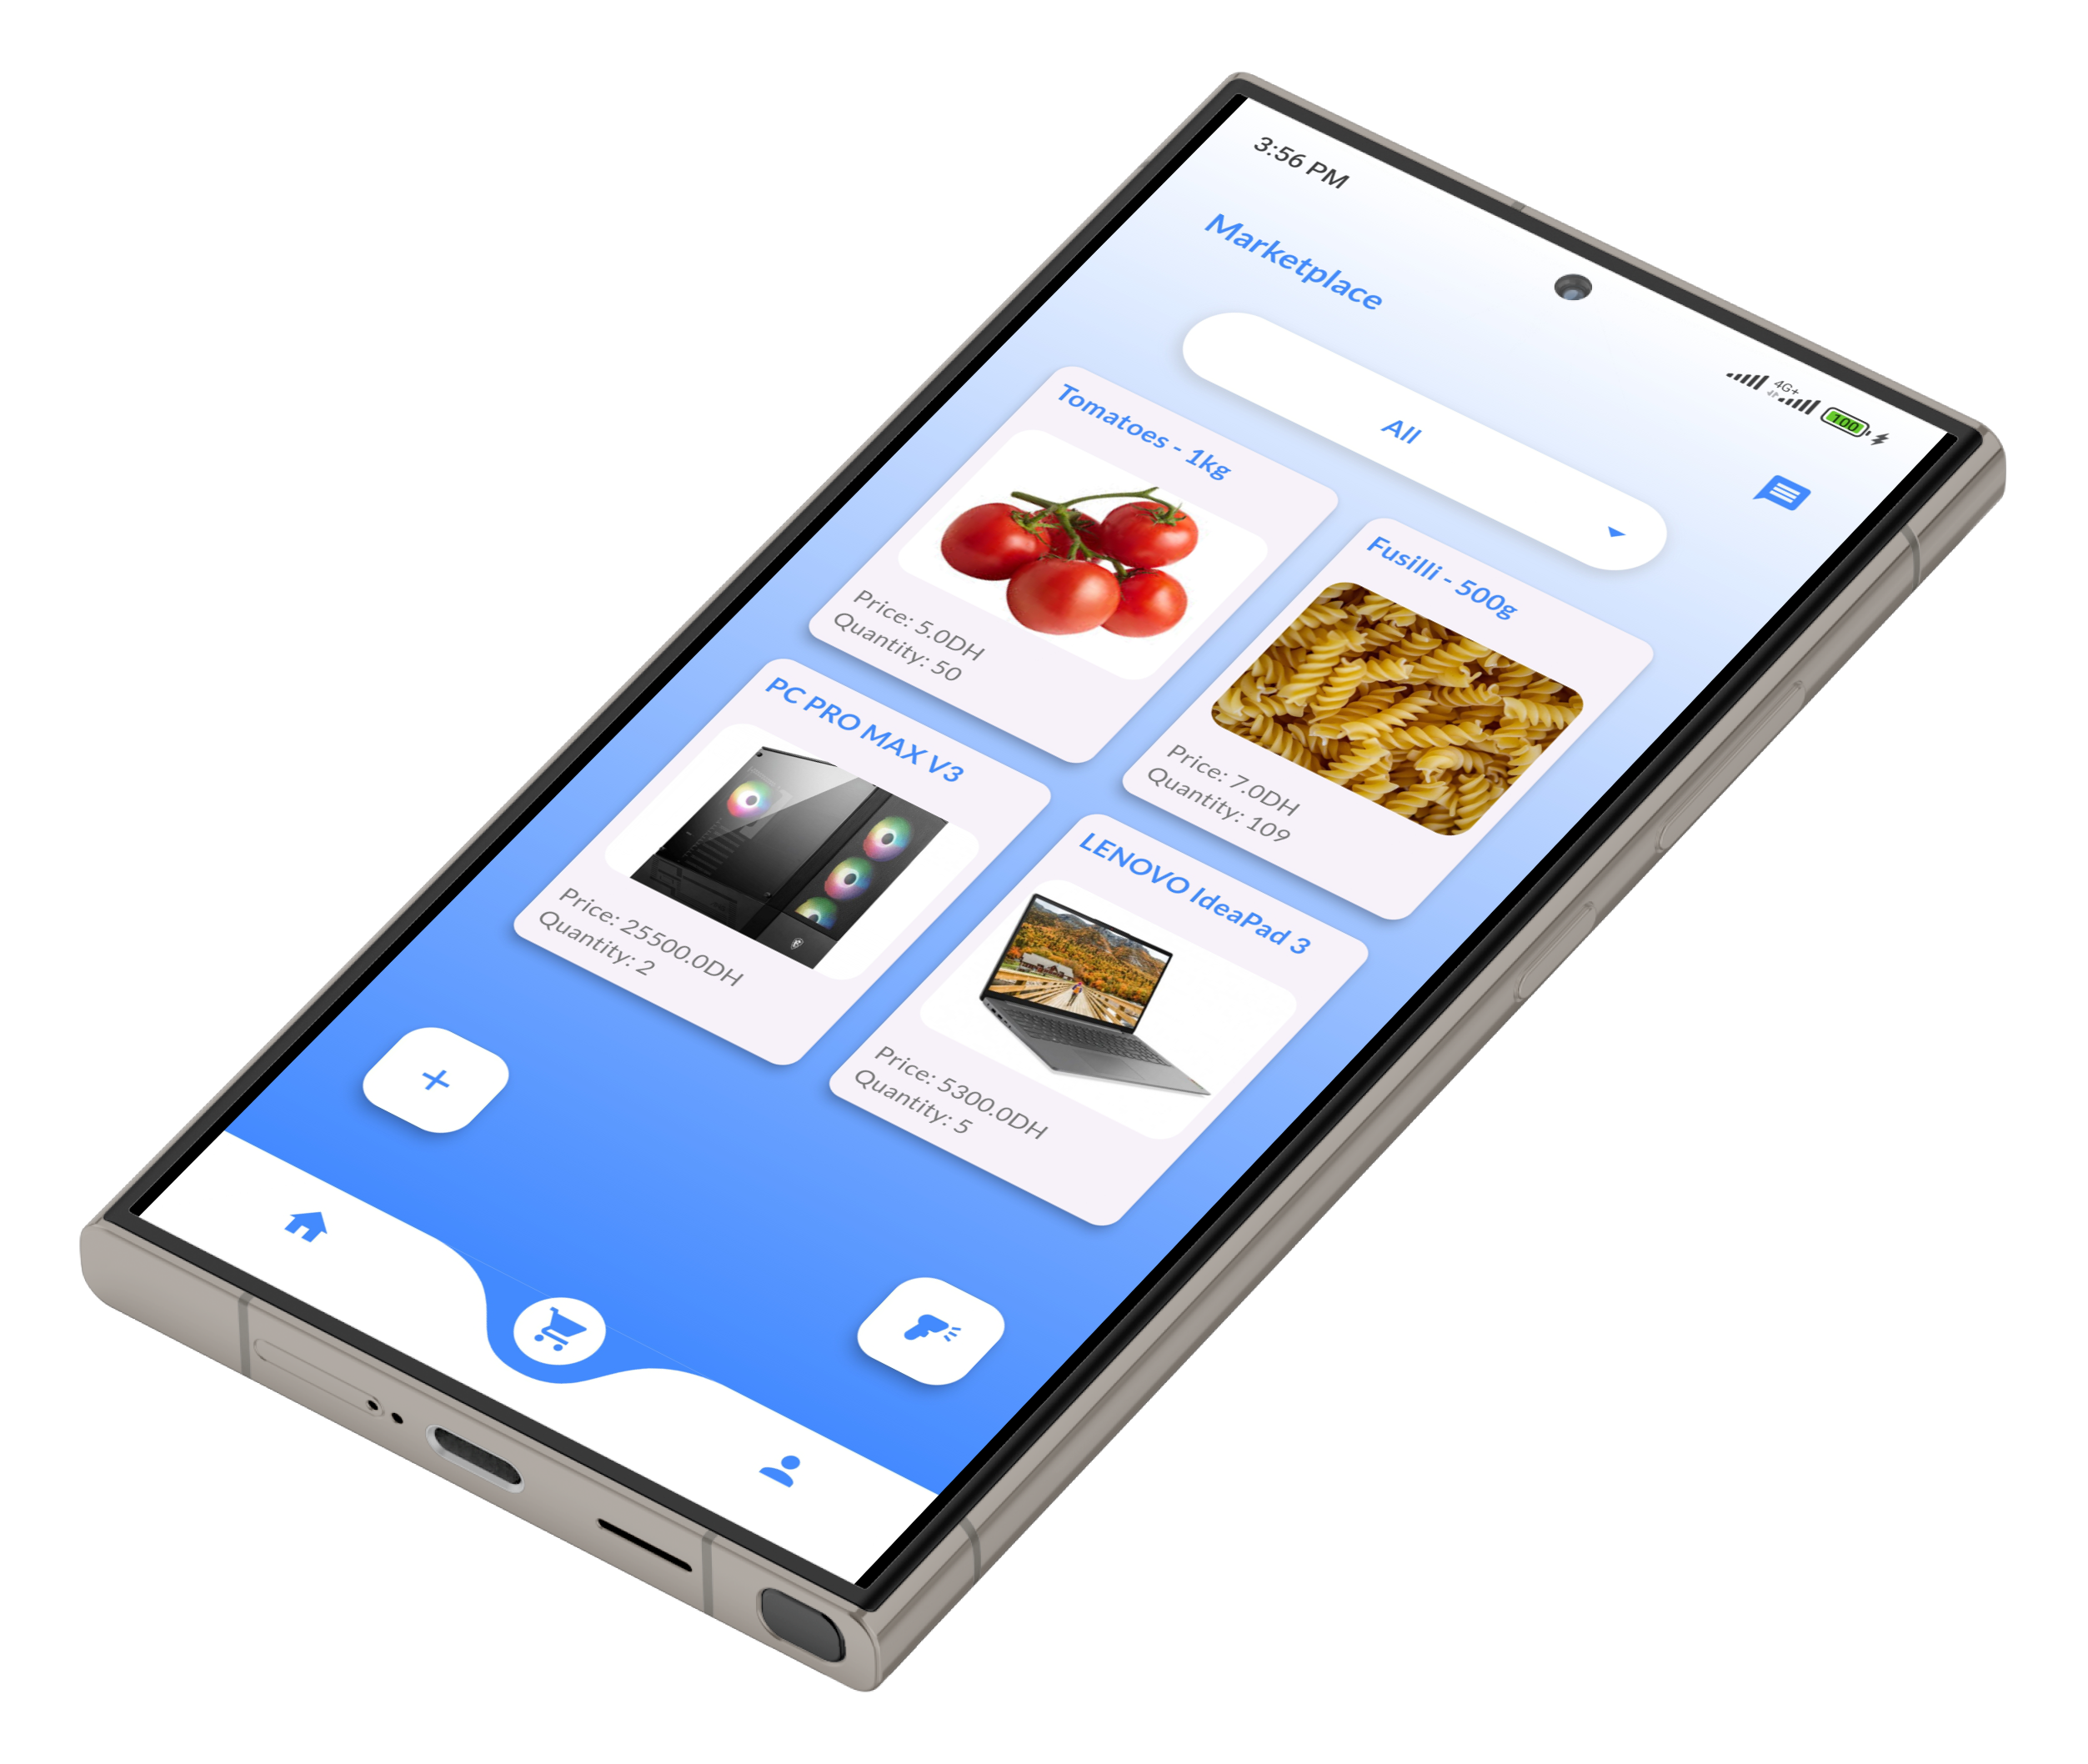 3:56 PM
4G+
100
Marketplace
All
Tomatoes - 1kg
Price: 5.0DH
Quantity: 50
Fusilli - 500g
Price: 7.0DH
Quantity: 109
PC PRO MAX V3
Price: 25500.0DH
Quantity: 2
LENOVO IdeaPad 3
Price: 5300.0DH
Quantity: 5